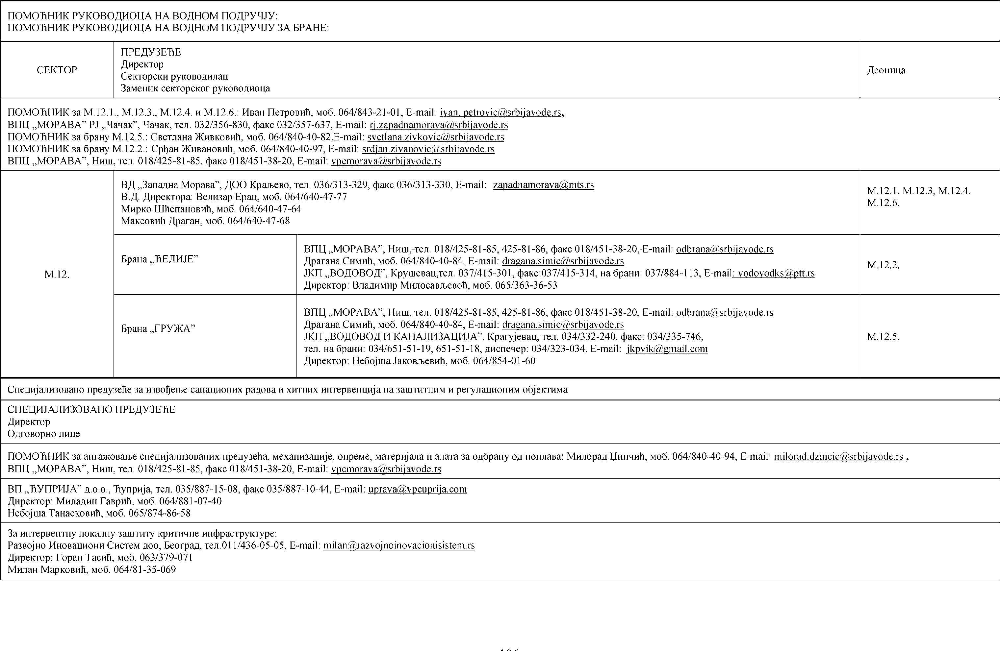 ПОМОЋНИК РУКОВОДИОЦА НА ВОДНОМ ПОДРУЧЈУ:
ПОМОЋНИК РУКОВОДИОЦА НА ВОДНОМ ПОДРУЧЈУ ЗА БРАНЕ:
СЕКТОР
ПРЕДУЗЕЋЕ
Директор
Секторски руководилац
Заменик секторског руководиоца
Деоница
ПОМОЋНИК за М.12.1., М.12.3., М.12.4. и М.12.6.: Иван Петровић, моб. 064/843-21-01, E-mail: ivan. petrovic@srbijavode.rs,
ВПЦ „МОРАВА” РЈ „Чачак”, Чачак, тел. 032/356-830, факс 032/357-637, E-mail: rj.zapadnamorava@srbijavode.rs
ПОМОЋНИК за брану М.12.5.: Светлана Живковић, моб. 064/840-40-82,E-mail: svetlana.zivkovic@srbijavode.rs
ПОМОЋНИК за брану М.12.2.: Срђан Живановић, моб. 064/840-40-97, E-mail: srdjan.zivanovic@srbijavode.rs
ВПЦ „МОРАВА”, Ниш, тел. 018/425-81-85, факс 018/451-38-20, E-mail: vpcmorava@srbijavode.rs
М.12.
ВД „Западна Морава”, ДОО Краљево, тел. 036/313-329, факс 036/313-330, E-mail: zapadnamorava@mts.rs
В.Д. Директора: Велизар Ерац, моб. 064/640-47-77
Мирко Шћепановић, моб. 064/640-47-64
Максовић Драган, моб. 064/640-47-68
М.12.1, М.12.3, М.12.4.
М.12.6.
Брана „ЋЕЛИЈЕ”
ВПЦ „МОРАВА”, Ниш,-тел. 018/425-81-85, 425-81-86, факс 018/451-38-20,-E-mail: odbrana@srbijavode.rs
Драгана Симић, моб. 064/840-40-84, E-mail: dragana.simic@srbijavode.rs
ЈКП „ВОДОВОД”, Крушевац,тел. 037/415-301, факс:037/415-314, на брани: 037/884-113, E-mail: vodovodks@ptt.rs
Директор: Владимир Милосављевоћ, моб. 065/363-36-53
М.12.2.
Брана „ГРУЖА”
ВПЦ „МОРАВА”, Ниш, тел. 018/425-81-85, 425-81-86, факс 018/451-38-20, E-mail: odbrana@srbijavode.rs
Драгана Симић, моб. 064/840-40-84, E-mail: dragana.simic@srbijavode.rs
ЈКП „ВОДОВОД И КАНАЛИЗАЦИЈА”, Крагујевац, тел. 034/332-240, факс: 034/335-746,
тел. на брани: 034/651-51-19, 651-51-18, диспечер: 034/323-034, E-mail: jkpvik@gmail.com
Директор: Небојша Јаковљевић, моб. 064/854-01-60
М.12.5.
Специјализовано предузеће за извођење санационих радова и хитних интервенција на заштитним и регулационим објектима
СПЕЦИЈАЛИЗОВАНО ПРЕДУЗЕЋЕ
Директор
Одговорно лице
ПОМОЋНИК за ангажовање специјализованих предузећа, механизације, опреме, материјала и алата за одбрану од поплава: Милорад Џинчић, моб. 064/840-40-94, E-mail: milorad.dzincic@srbijavode.rs ,
ВПЦ „МОРАВА”, Ниш, тел. 018/425-81-85, факс 018/451-38-20, E-mail: vpcmorava@srbijavode.rs
ВП „ЋУПРИЈА” д.о.о., Ћуприја, тел. 035/887-15-08, факс 035/887-10-44, E-mail: uprava@vpcuprija.com
Директор: Миладин Гаврић, моб. 064/881-07-40
Небојша Танасковић, моб. 065/874-86-58
За интервентну локалну заштиту критичне инфраструктуре:
Развојно Иновациони Систем доо, Београд, тел.011/436-05-05, E-mail: milan@razvojnoinovacionisistem.rs
Директор: Горан Тасић, моб. 063/379-071
Милан Марковић, моб. 064/81-35-069